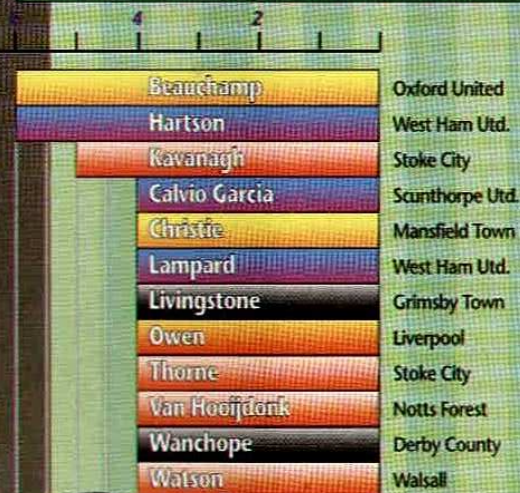 6 4 2
Beauchamp Oxford United
Hartson West Ham Utd.
Kavanagh Stoke City
Calvio Garcia Scunthorpe Utd.
Christie Mansfield Town
Lampard West Ham Utd.
Livingstone Grimsby Town
Owen Liverpool
Thorne Stoke City
Van Hooijdonk Notts Forest
Wanchope Derby County
Watson Walsall